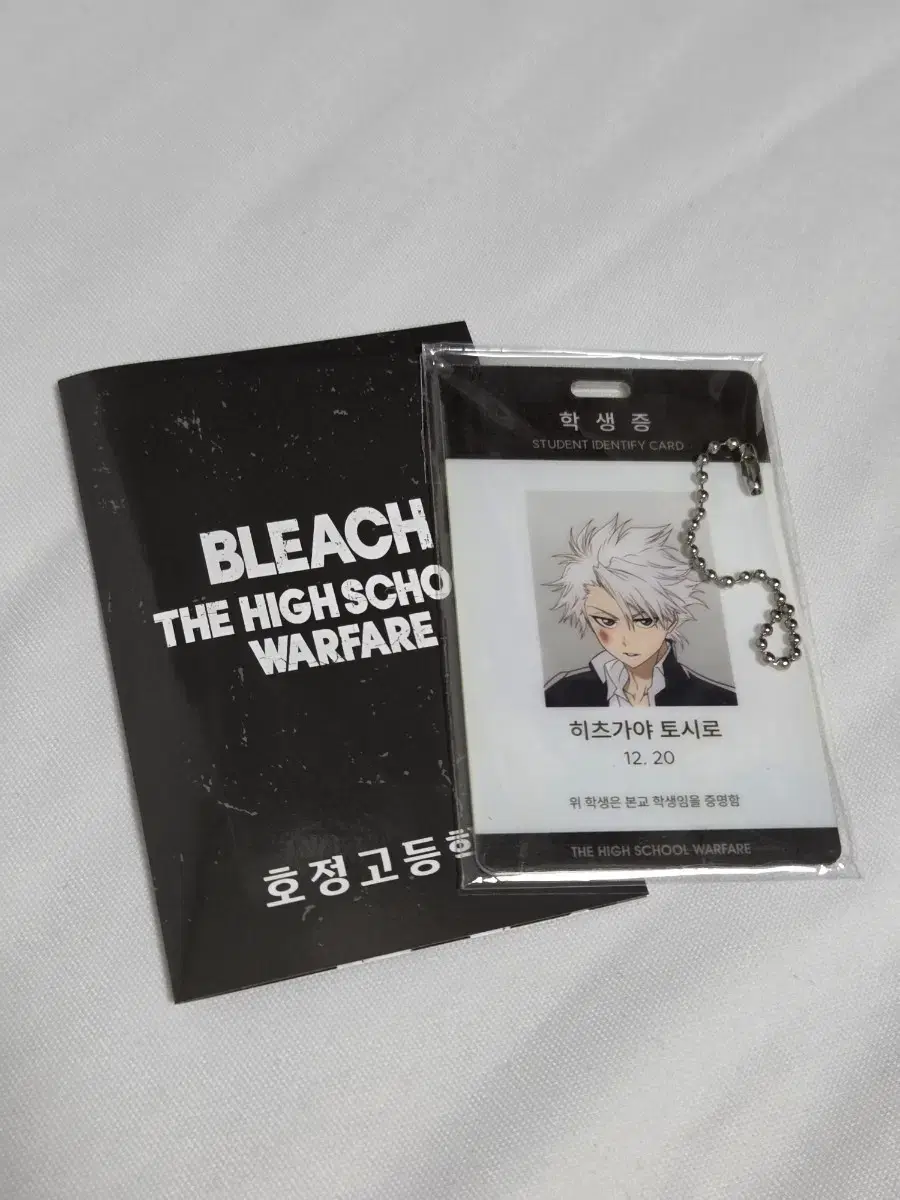 BLEACH
THE HIGH SCHO
WARFARE
호정고등학
학생증
STUDENT IDENTIFY CARD
히츠가야 토시로
12. 20
위 학생은 본교 학생임을 증명함
THE HIGH SCHOOL WARFARE